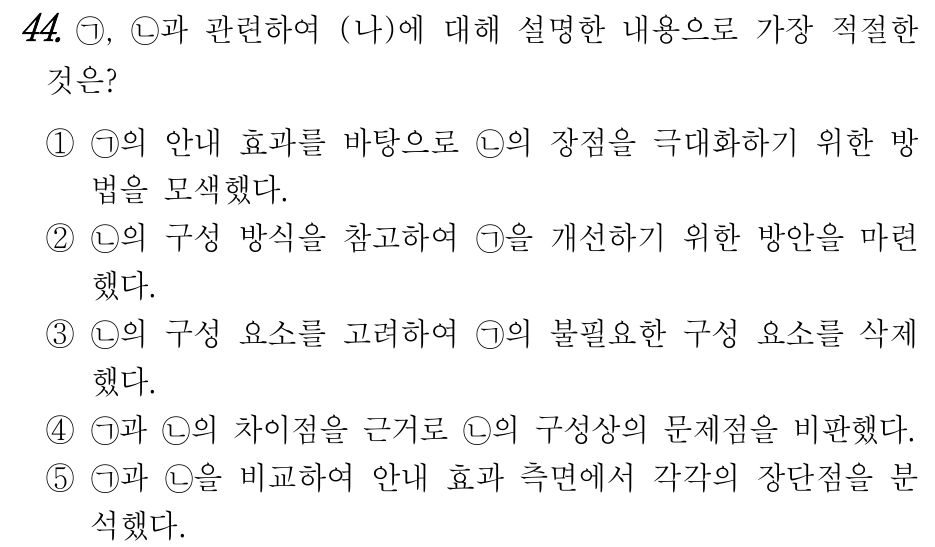 44. ㉠, ㉡과 관련하여 (나)에 대해 설명한 내용으로 가장 적절한
것은?
① ㉠의 안내 효과를 바탕으로 ㉡의 장점을 극대화하기 위한 방
법을 모색했다.
② ㉡의 구성 방식을 참고하여 ㉠을 개선하기 위한 방안을 마련
했다.
③ ㉡의 구성 요소를 고려하여 ㉠의 불필요한 구성 요소를 삭제
했다.
④ ㉠과 ㉡의 차이점을 근거로 ㉡의 구성상의 문제점을 비판했다.
⑤ ㉠과 ㉡을 비교하여 안내 효과 측면에서 각각의 장단점을 분
석했다.